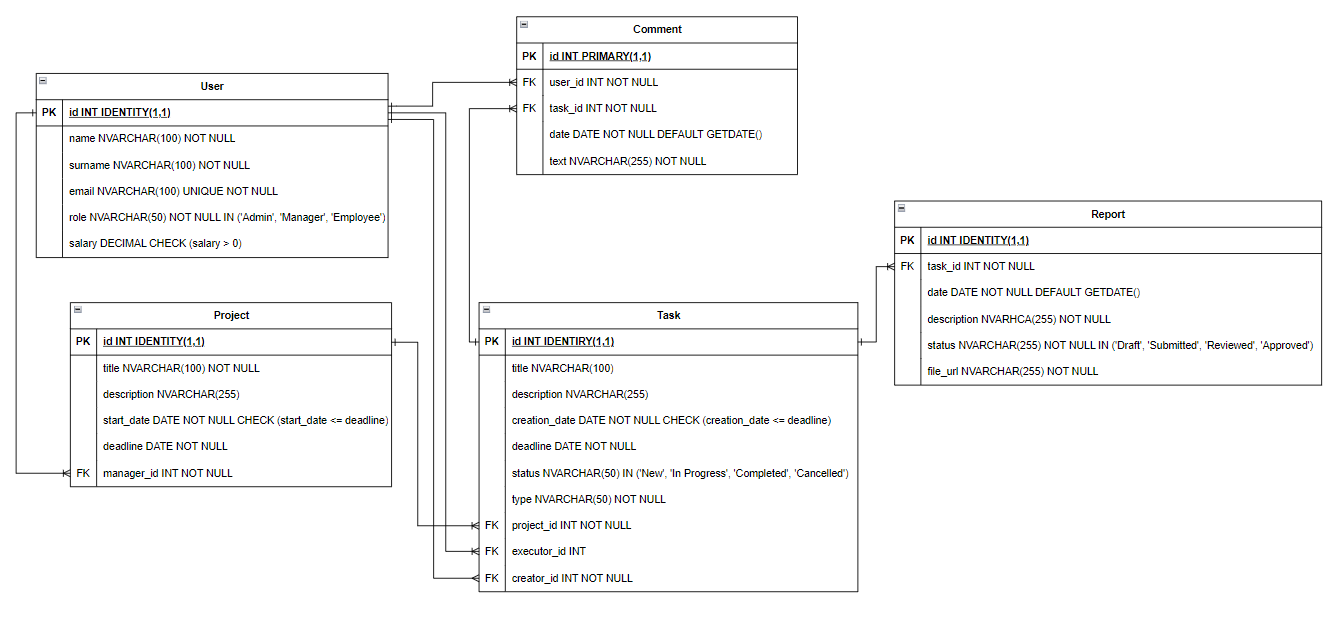 Comment
PK id INT PRIMARY(1,1)
FK user_id INT NOT NULL
FK task_id INT NOT NULL
date DATE NOT NULL DEFAULT GETDATE()
text NVARCHAR(255) NOT NULL
User
PK id INT IDENTITY(1,1)
name NVARCHAR(100) NOT NULL
surname NVARCHAR(100) NOT NULL
email NVARCHAR(100) UNIQUE NOT NULL
role NVARCHAR(50) NOT NULL IN ('Admin', 'Manager', 'Employee')
salary DECIMAL CHECK (salary > 0)
Report
PK id INT IDENTITY(1,1)
FK task_id INT NOT NULL
date DATE NOT NULL DEFAULT GETDATE()
description NVARHCA(255) NOT NULL
status NVARCHAR(255) NOT NULL IN ('Draft', 'Submitted', 'Reviewed', 'Approved')
file_url NVARCHAR(255) NOT NULL
Project
PK id INT IDENTITY(1,1)
title NVARCHAR(100) NOT NULL
description NVARCHAR(255)
start_date DATE NOT NULL CHECK (start_date <= deadline)
deadline DATE NOT NULL
FK manager_id INT NOT NULL
Task
PK id INT IDENTIRY(1,1)
title NVARCHAR(100)
description NVARCHAR(255)
creation_date DATE NOT NULL CHECK (creation_date <= deadline)
deadline DATE NOT NULL
status NVARCHAR(50) IN ('New', 'In Progress', 'Completed', 'Cancelled')
type NVARCHAR(50) NOT NULL
FK project_id INT NOT NULL
FK executor_id INT
FK creator_id INT NOT NULL